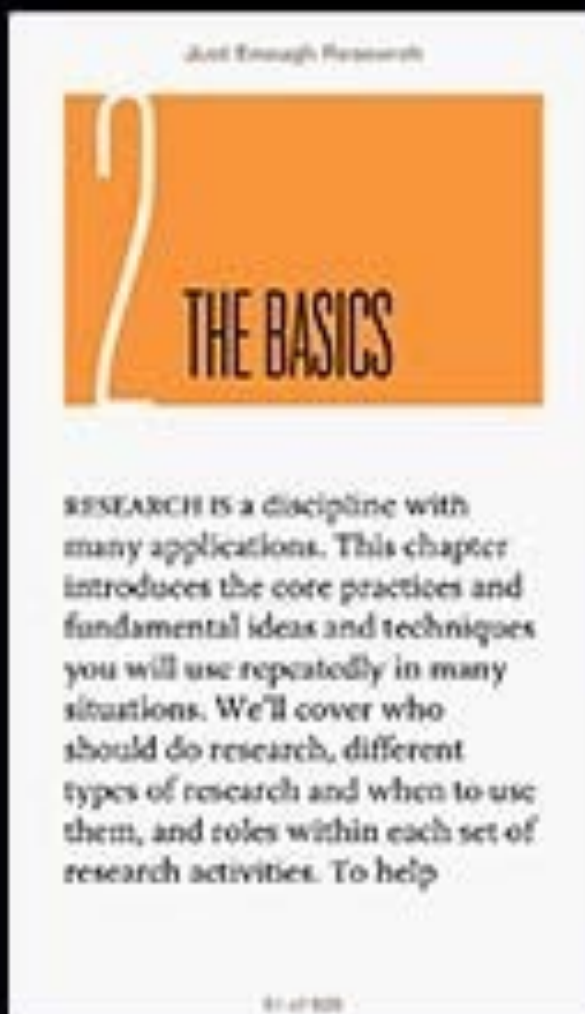 Just Enough Research
2
THE BASICS
RESEARCH IS a discipline with
many applications. This chapter
introduces the core practices and
fundamental ideas and techniques
you will use repeatedly in many
situations. We'll cover who
should do research, different
types of research and when to use
them, and roles within each set of
research activities. To help